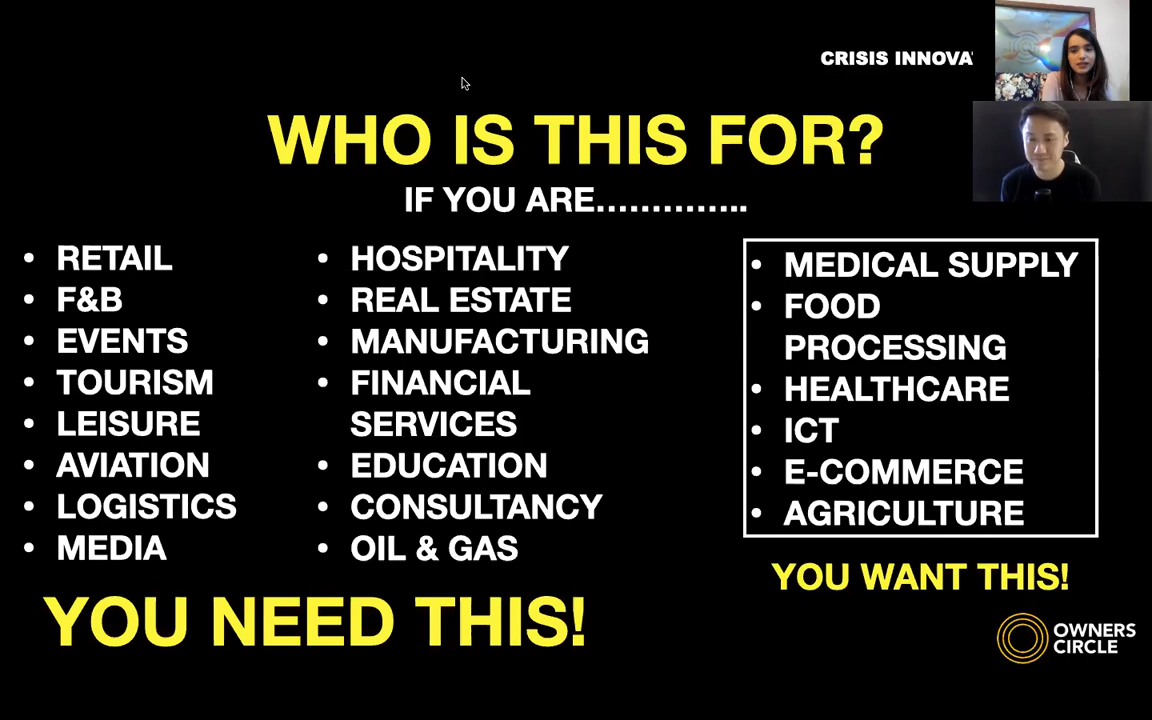 CRISIS INNOVA
WHO IS THIS FOR?
IF YOU ARE…………..
• RETAIL
• F&B
• EVENTS
• TOURISM
• LEISURE
• AVIATION
• LOGISTICS
• MEDIA
• HOSPITALITY
• REAL ESTATE
• MANUFACTURING
• FINANCIAL
SERVICES
• EDUCATION
• CONSULTANCY
• OIL & GAS
YOU NEED THIS!
• MEDICAL SUPPLY
• FOOD
PROCESSING
• HEALTHCARE
• ICT
• E-COMMERCE
• AGRICULTURE
YOU WANT THIS!
OWNERS
CIRCLE